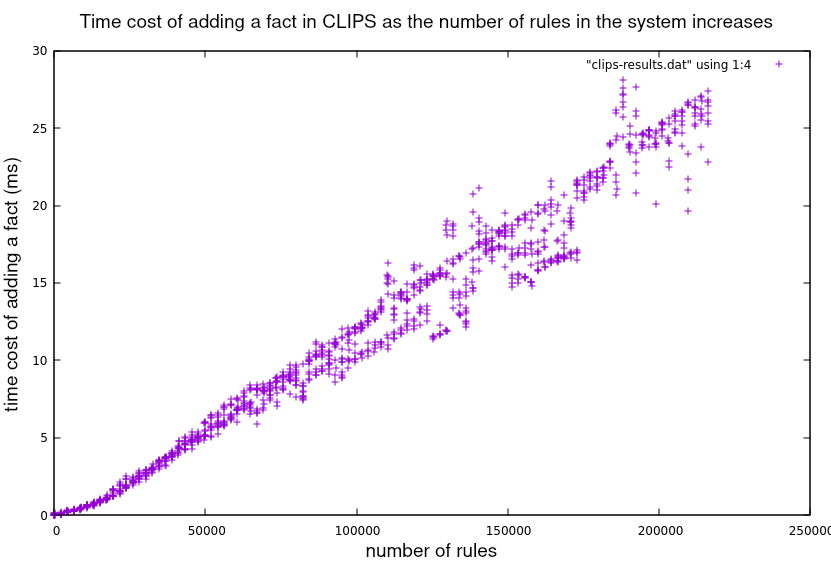 Time cost of adding a fact in CLIPS as the number of rules in the system increases
30
"clips-results.dat" using 1:4
25
20
15
10
5
0
time cost of adding a fact (ms)
0 50000 100000 150000 200000 250000
number of rules